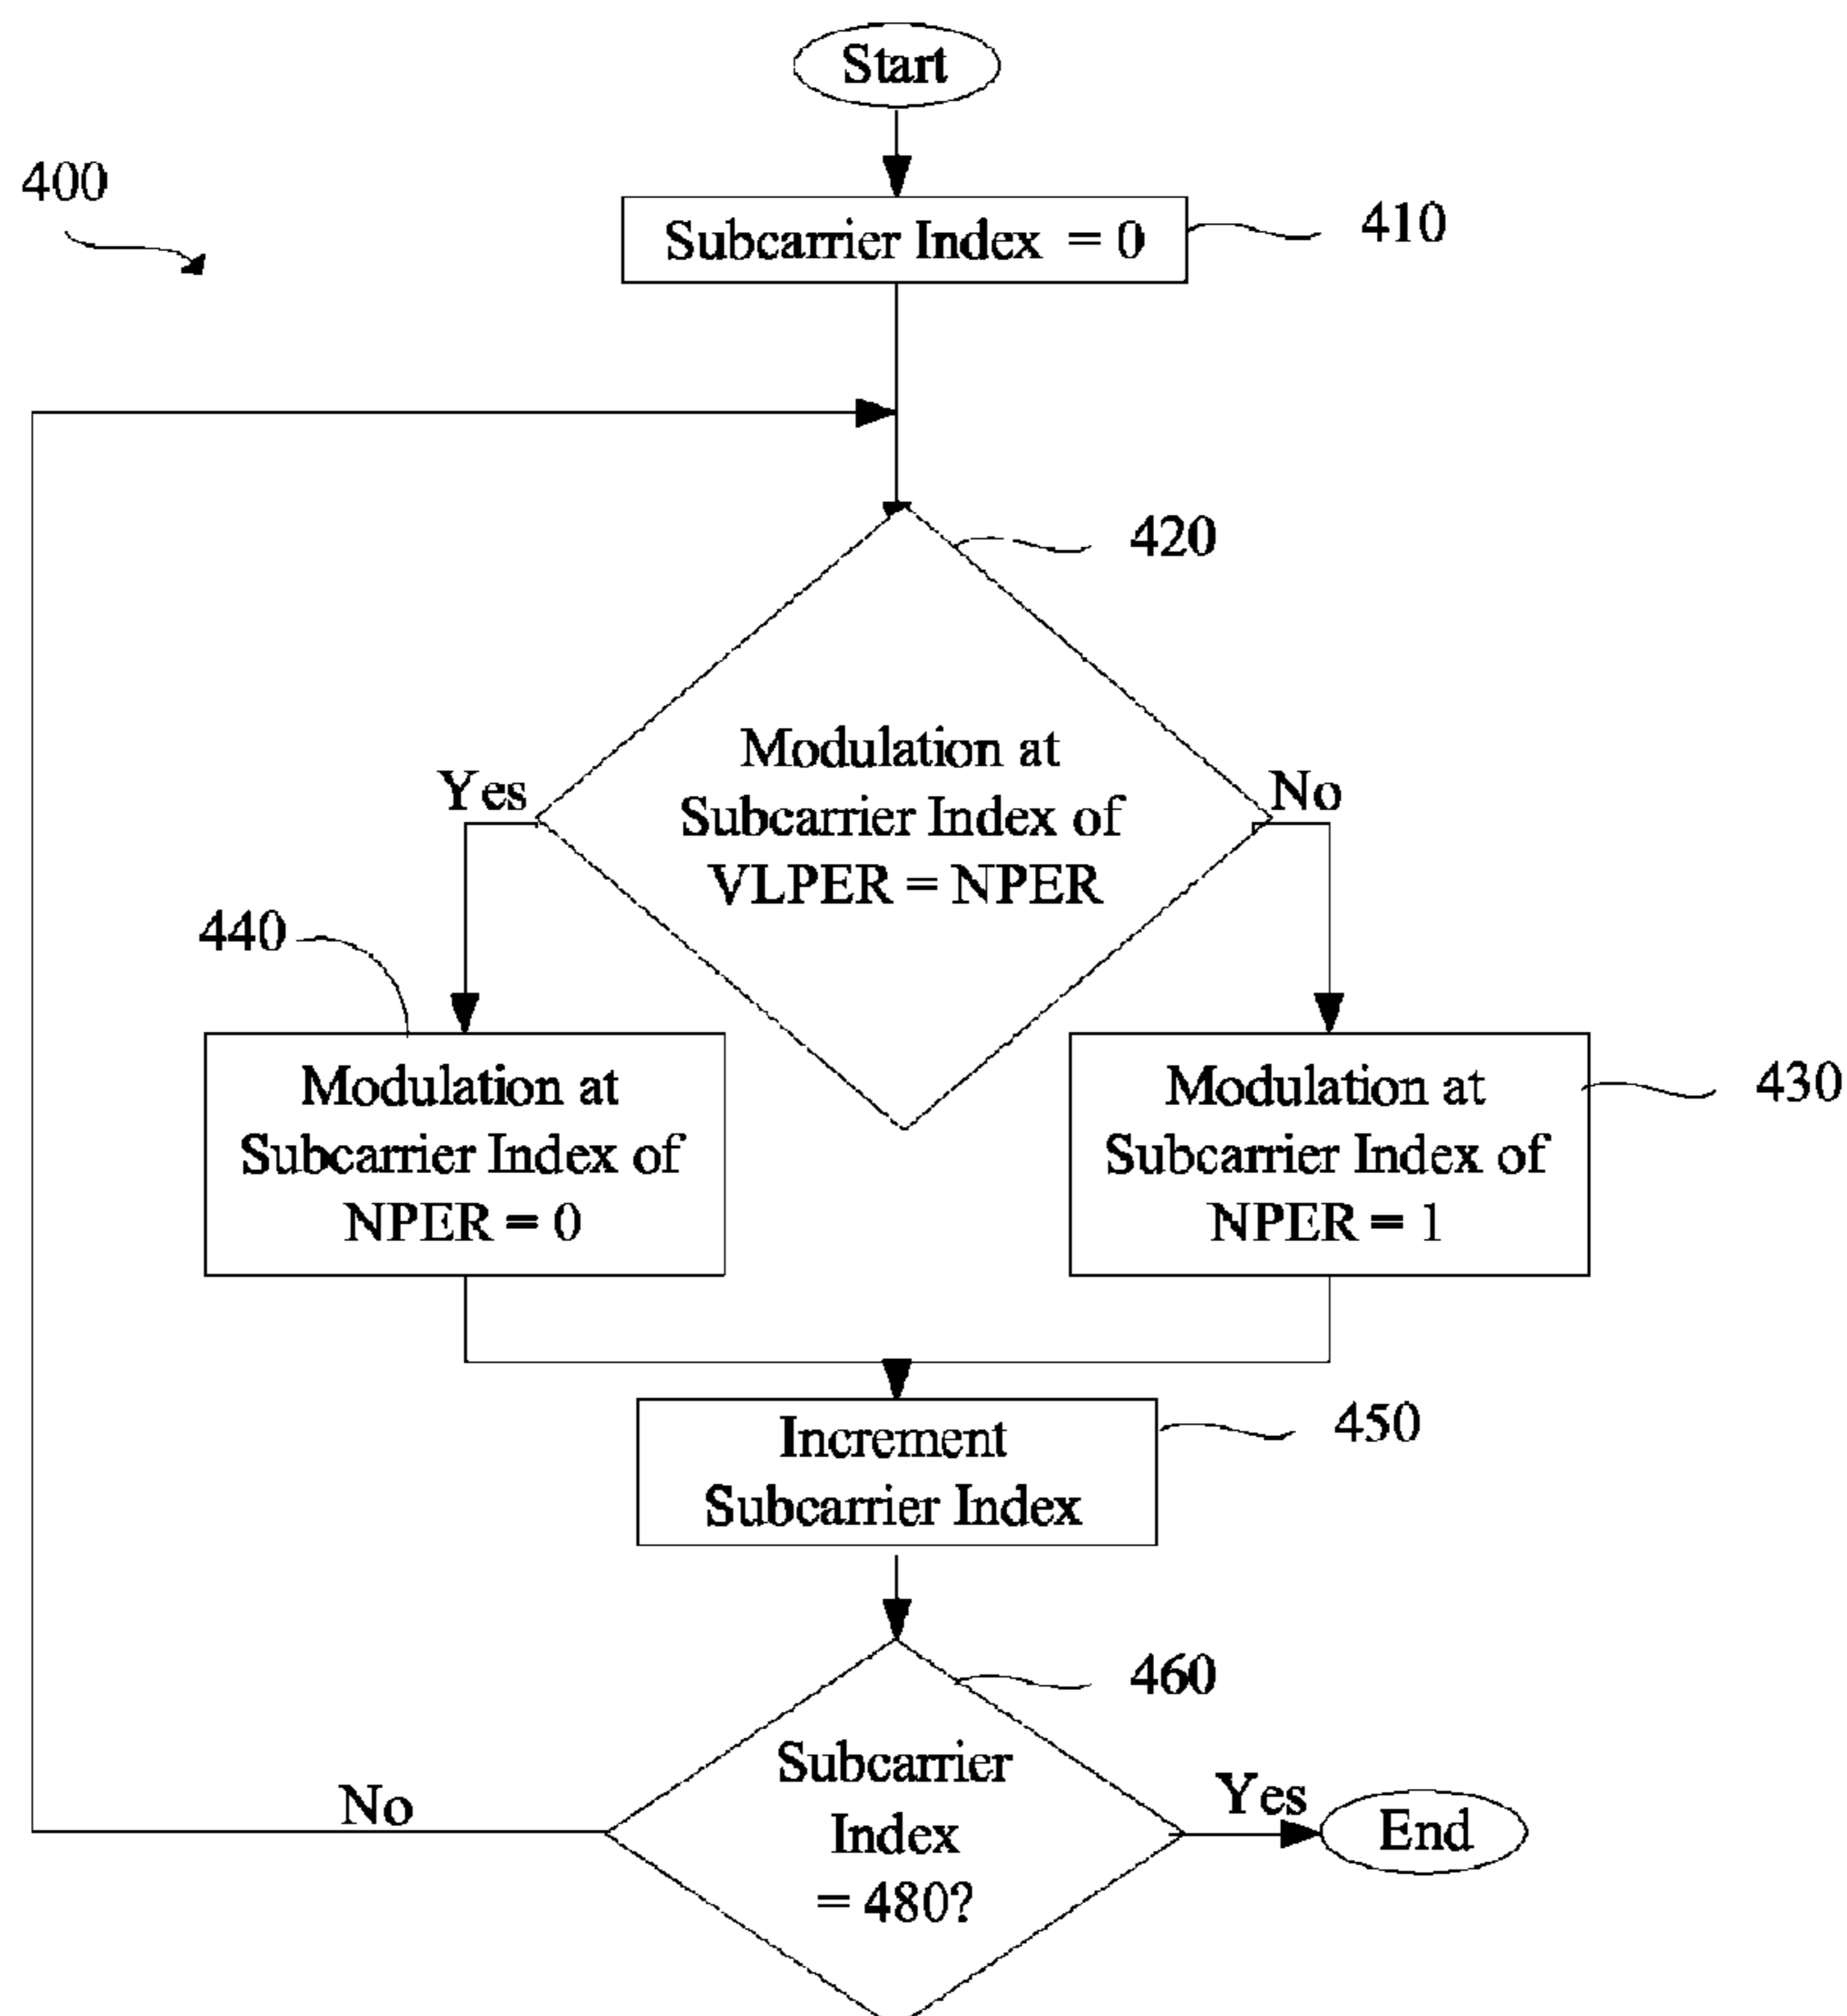 Start
400
Subcarrier Index = 0
410
420
Modulation at
Subcarrier Index of
VLPER = NPER
Yes
No
440
Modulation at
Subcarrier Index of
NPER = 0
Modulation at
Subcarrier Index of
NPER = 1
430
Increment
Subcarrier Index
450
460
Subcarrier
Index
= 480?
No
Yes
End